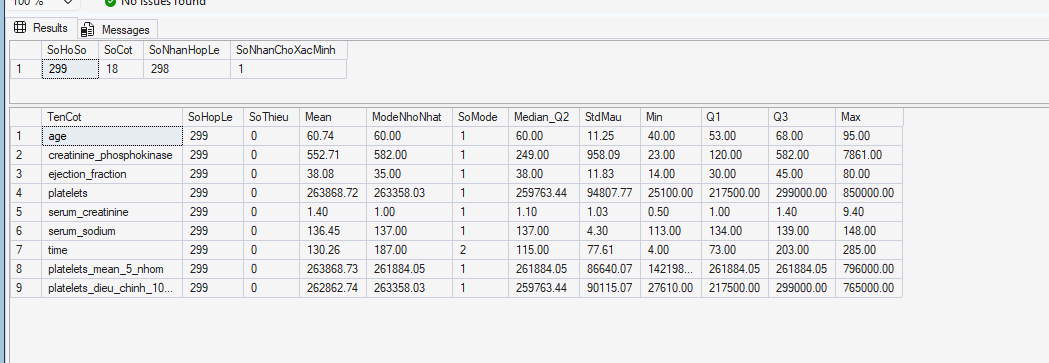 100 %
No issues found
Results Messages
SoHoSo SoCot SoNhanHopLe SoNhanChoXacMinh
1 299 18 298 1
TenCot SoHopLe SoThieu Mean ModeNhoNhat SoMode Median_Q2 StdMau Min Q1 Q3 Max
1 age 299 0 60.74 60.00 1 60.00 11.25 40.00 53.00 68.00 95.00
2 creatinine_phosphokinase 299 0 552.71 582.00 1 249.00 958.09 23.00 120.00 582.00 7861.00
3 ejection_fraction 299 0 38.08 35.00 1 38.00 11.83 14.00 30.00 45.00 80.00
4 platelets 299 0 263868.72 263358.03 1 259763.44 94807.77 25100.00 217500.00 299000.00 850000.00
5 serum_creatinine 299 0 1.40 1.00 1 1.10 1.03 0.50 1.00 1.40 9.40
6 serum_sodium 299 0 136.45 137.00 1 137.00 4.30 113.00 134.00 139.00 148.00
7 time 299 0 130.26 187.00 2 115.00 77.61 4.00 73.00 203.00 285.00
8 platelets_mean_5_nhom 299 0 263868.73 261884.05 1 261884.05 86640.07 142198... 261884.05 261884.05 796000.00
9 platelets_dieu_chinh_10... 299 0 262862.74 263358.03 1 259763.44 90115.07 27610.00 217500.00 299000.00 765000.00